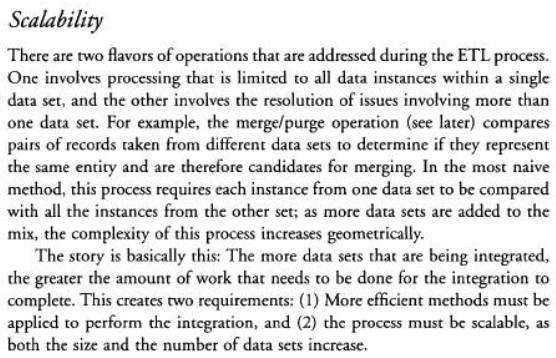 Scalability
There are two flavors of operations that are addressed during the ETL process.
One involves processing that is limited to all data instances within a single
data set, and the other involves the resolution of issues involving more than
one data set. For example, the merge/purge operation (see later) compares
pairs of records taken from different data sets to determine if they represent
the same entity and are therefore candidates for merging. In the most naive
method, this process requires each instance from one data set to be compared
with all the instances from the other set; as more data sets are added to the
mix, the complexity of this process increases geometrically.
The story is basically this: The more data sets that are being integrated,
the greater the amount of work that needs to be done for the integration to
complete. This creates two requirements: (1) More efficient methods must be
applied to perform the integration, and (2) the process must be scalable, as
both the size and the number of data sets increase.